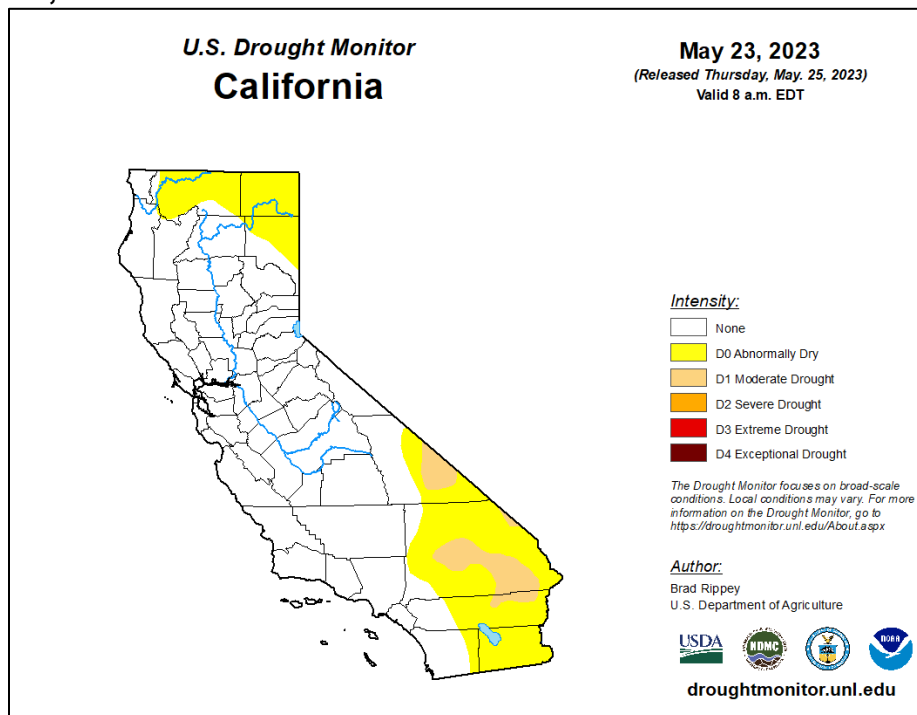 U.S. Drought Monitor
California
May 23, 2023
(Released Thursday, May. 25, 2023)
Valid 8 a.m. EDT
Intensity:
None
D0 Abnormally Dry
D1 Moderate Drought
D2 Severe Drought
D3 Extreme Drought
D4 Exceptional Drought
The Drought Monitor focuses on broad-scale
conditions. Local conditions may vary. For more
information on the Drought Monitor, go to
https://droughtmonitor.unl.edu/About.aspx
Author:
Brad Rippey
U.S. Department of Agriculture
USDA
NDMC
NOAA
droughtmonitor.unl.edu